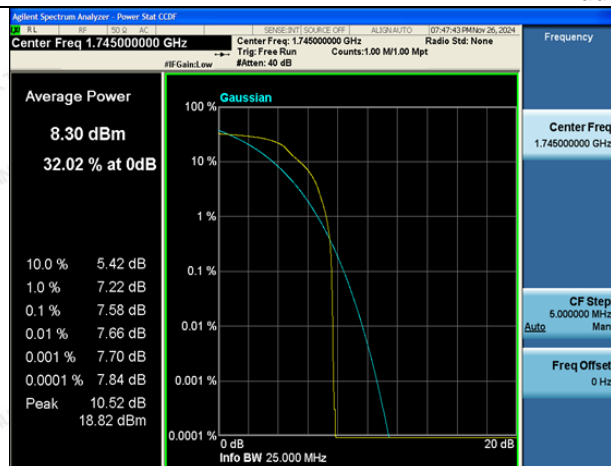 Agilent Spectrum Analyzer - Power Stat CCDF
RL RF 50 Ω AC SENSE:INT SOURCE OFF ALIGNAUTO 07:47:43 PM Nov 26, 2024
Center Freq 1.745000000 GHz
Center Freq: 1.745000000 GHz Radio Std: None
Trig: Free Run Counts:1.00 M/1.00 Mpt
#IFGain:Low #Atten: 40 dB
Frequency
Average Power
8.30 dBm
32.02 % at 0dB
10.0 % 5.42 dB
1.0 % 7.22 dB
0.1 % 7.58 dB
0.01 % 7.66 dB
0.001 % 7.70 dB
0.0001 % 7.84 dB
Peak 10.52 dB
18.82 dBm
Gaussian
100 %
10 %
1 %
0.1 %
0.01 %
0.001 %
0.0001 %
0 dB 20 dB
Info BW 25.000 MHz
Center Freq
1.745000000 GHz
CF Step
5.000000 MHz
Auto Man
Freq Offset
0 Hz